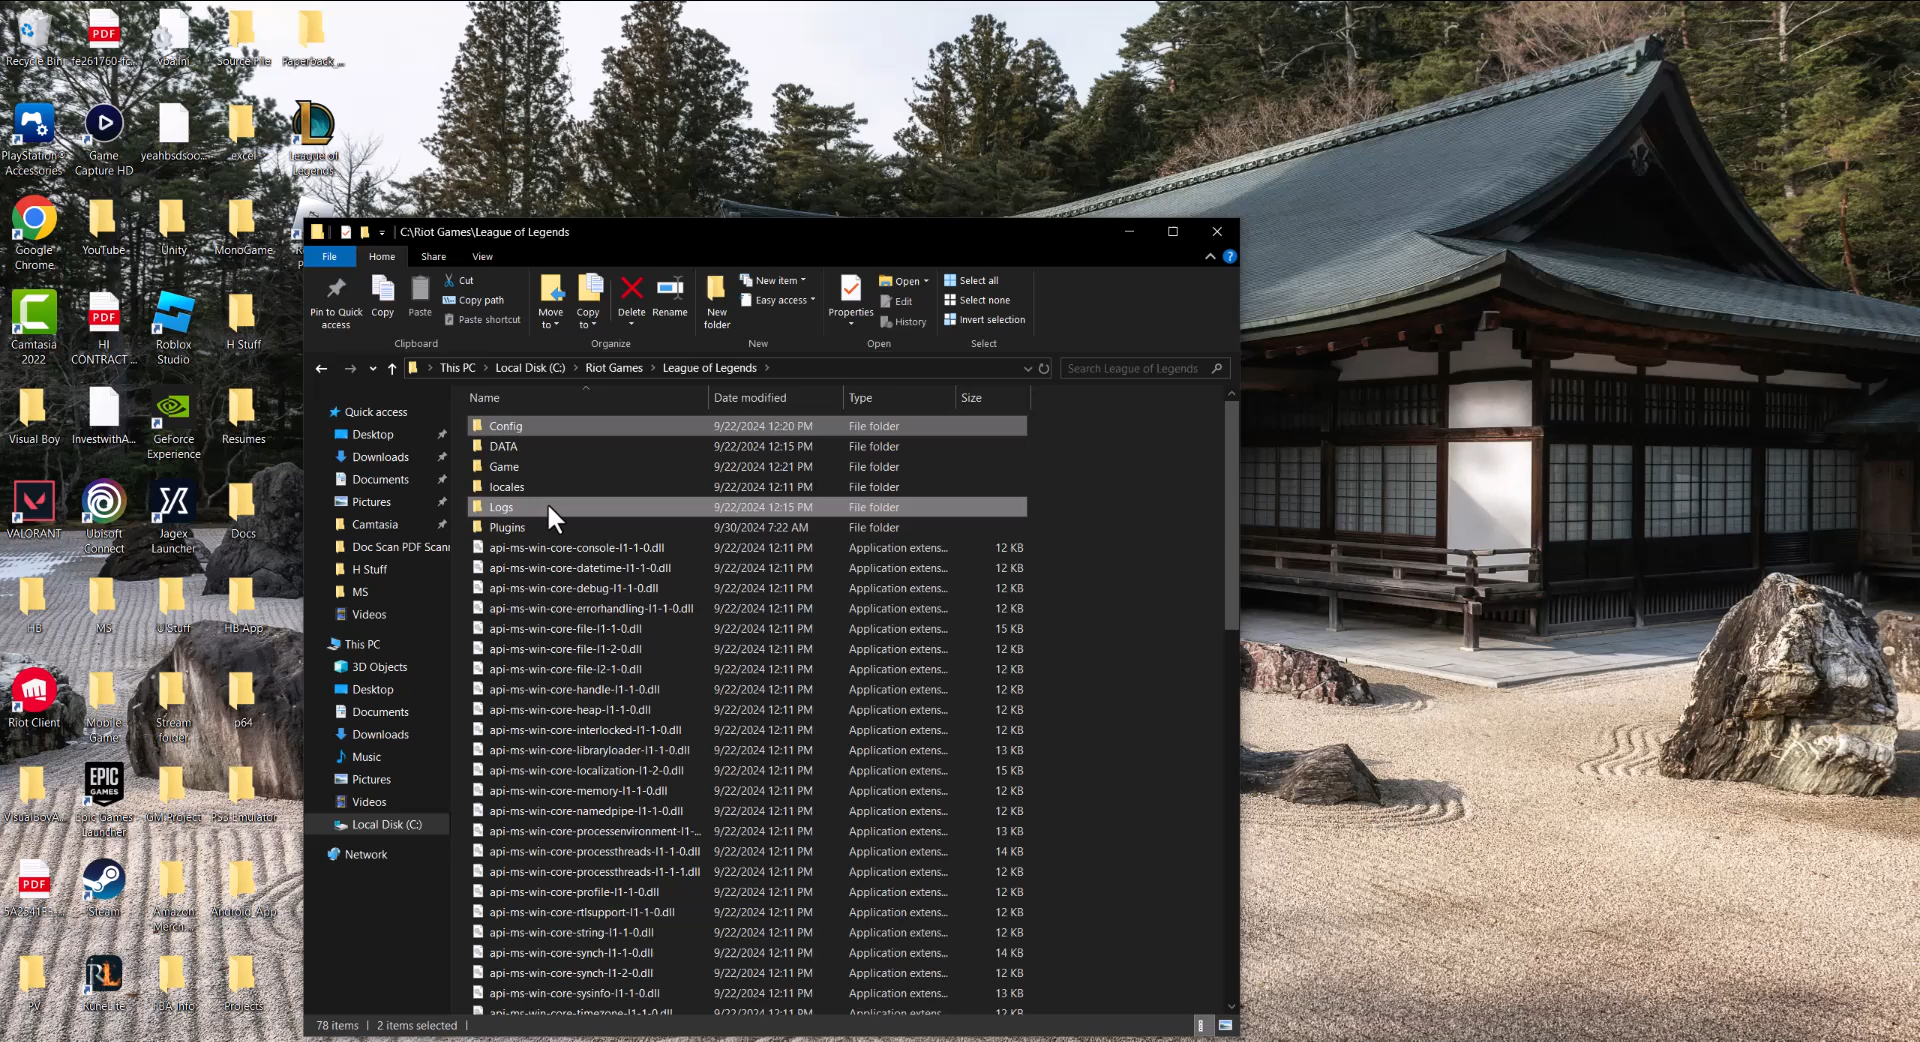 Recycle Bin
fe261760-fc...
vba.ini
Source File
Paperback_...
PlayStation®
Accessories
Game
Capture HD
yeahbsdsoo...
excel
League of
Legends
Google
Chrome
YouTube
Unity
MonoGame
Camtasia
2022
HI
CONTRACT ...
Roblox
Studio
H Stuff
Visual Boy
InvestwithA...
GeForce
Experience
Resumes
VALORANT
Ubisoft
Connect
Jagex
Launcher
Docs
HB
MS
U Stuff
HB App
Riot Client
Mobile
Game
Stream
folder
p64
VisualBoyA...
Epic Games
Launcher
GM Project
PS3 Emulator
Steam
Amazon
Merch...
Android_App
PV
RuneLite
FBA Info
Projects
C:\Riot Games\League of Legends
File
Home
Share
View
Pin to Quick
access
Copy
Paste
Cut
Copy path
Paste shortcut
Clipboard
Move
to
Copy
to
Delete
Rename
Organize
New
folder
New item
Easy access
New
Properties
Open
Edit
History
Open
Select all
Select none
Invert selection
Select
This PC > Local Disk (C:) > Riot Games > League of Legends >
Search League of Legends
Quick access
Desktop
Downloads
Documents
Pictures
Camtasia
Doc Scan PDF Scann
H Stuff
MS
Videos
This PC
3D Objects
Desktop
Documents
Downloads
Music
Pictures
Videos
Local Disk (C:)
Network
Name Date modified Type Size
Config 9/22/2024 12:20 PM File folder
DATA 9/22/2024 12:15 PM File folder
Game 9/22/2024 12:21 PM File folder
locales 9/22/2024 12:11 PM File folder
Logs 9/22/2024 12:15 PM File folder
Plugins 9/30/2024 7:22 AM File folder
api-ms-win-core-console-l1-1-0.dll 9/22/2024 12:11 PM Application extens... 12 KB
api-ms-win-core-datetime-l1-1-0.dll 9/22/2024 12:11 PM Application extens... 12 KB
api-ms-win-core-debug-l1-1-0.dll 9/22/2024 12:11 PM Application extens... 12 KB
api-ms-win-core-errorhandling-l1-1-0.dll 9/22/2024 12:11 PM Application extens... 12 KB
api-ms-win-core-file-l1-1-0.dll 9/22/2024 12:11 PM Application extens... 15 KB
api-ms-win-core-file-l1-2-0.dll 9/22/2024 12:11 PM Application extens... 12 KB
api-ms-win-core-file-l2-1-0.dll 9/22/2024 12:11 PM Application extens... 12 KB
api-ms-win-core-handle-l1-1-0.dll 9/22/2024 12:11 PM Application extens... 12 KB
api-ms-win-core-heap-l1-1-0.dll 9/22/2024 12:11 PM Application extens... 12 KB
api-ms-win-core-interlocked-l1-1-0.dll 9/22/2024 12:11 PM Application extens... 12 KB
api-ms-win-core-libraryloader-l1-1-0.dll 9/22/2024 12:11 PM Application extens... 13 KB
api-ms-win-core-localization-l1-2-0.dll 9/22/2024 12:11 PM Application extens... 15 KB
api-ms-win-core-memory-l1-1-0.dll 9/22/2024 12:11 PM Application extens... 12 KB
api-ms-win-core-namedpipe-l1-1-0.dll 9/22/2024 12:11 PM Application extens... 12 KB
api-ms-win-core-processenvironment-l1-... 9/22/2024 12:11 PM Application extens... 13 KB
api-ms-win-core-processthreads-l1-1-0.dll 9/22/2024 12:11 PM Application extens... 14 KB
api-ms-win-core-processthreads-l1-1-1.dll 9/22/2024 12:11 PM Application extens... 12 KB
api-ms-win-core-profile-l1-1-0.dll 9/22/2024 12:11 PM Application extens... 12 KB
api-ms-win-core-rtlsupport-l1-1-0.dll 9/22/2024 12:11 PM Application extens... 12 KB
api-ms-win-core-string-l1-1-0.dll 9/22/2024 12:11 PM Application extens... 12 KB
api-ms-win-core-synch-l1-1-0.dll 9/22/2024 12:11 PM Application extens... 14 KB
api-ms-win-core-synch-l1-2-0.dll 9/22/2024 12:11 PM Application extens... 12 KB
api-ms-win-core-sysinfo-l1-1-0.dll 9/22/2024 12:11 PM Application extens... 13 KB
api-ms-win-core-timezone-l1-1-0.dll 9/22/2024 12:11 PM Application extens... 12 KB
78 items 2 items selected